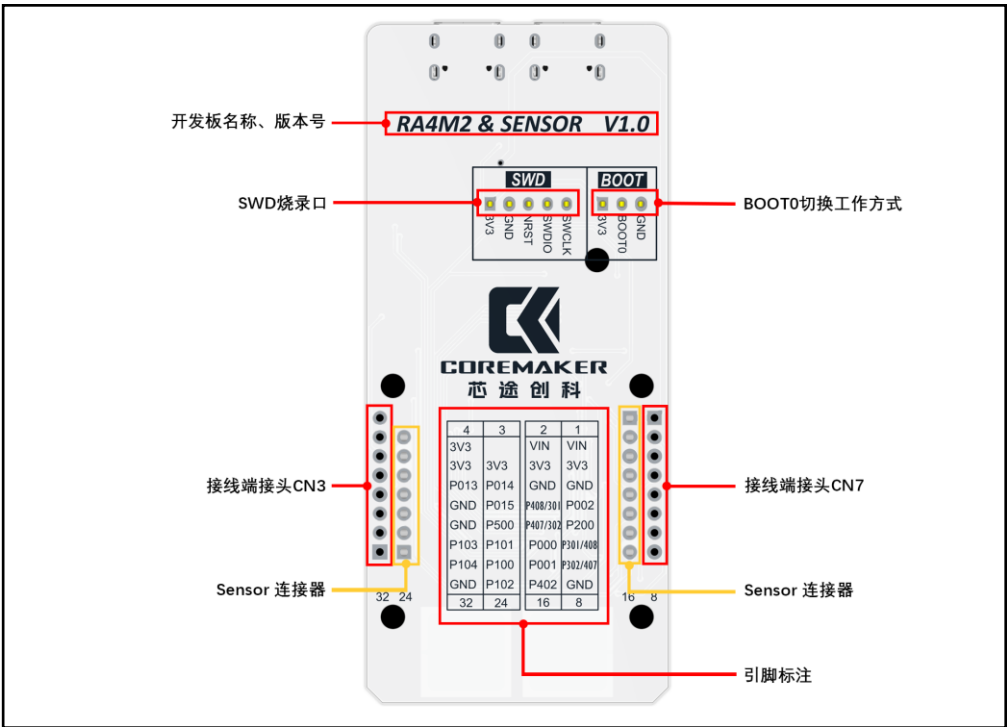 开发板名称、版本号
RA4M2 & SENSOR V1.0
SWD烧录口
SWD
3V3
GND
NRST
SWDIO
SWCLK
BOOT
3V3
BOOT0
GND
BOOT0切换工作方式
COREMAKER
芯途创科
4 3 2 1
3V3 VIN VIN
3V3 3V3 3V3 3V3
P013 P014 GND GND
GND P015 P408/301 P002
GND P500 P407/302 P200
P103 P101 P000 P301/408
P104 P100 P001 P302/407
GND P102 P402 GND
32 24 16 8
接线端接头CN3
接线端接头CN7
Sensor 连接器
Sensor 连接器
32 24
16 8
引脚标注